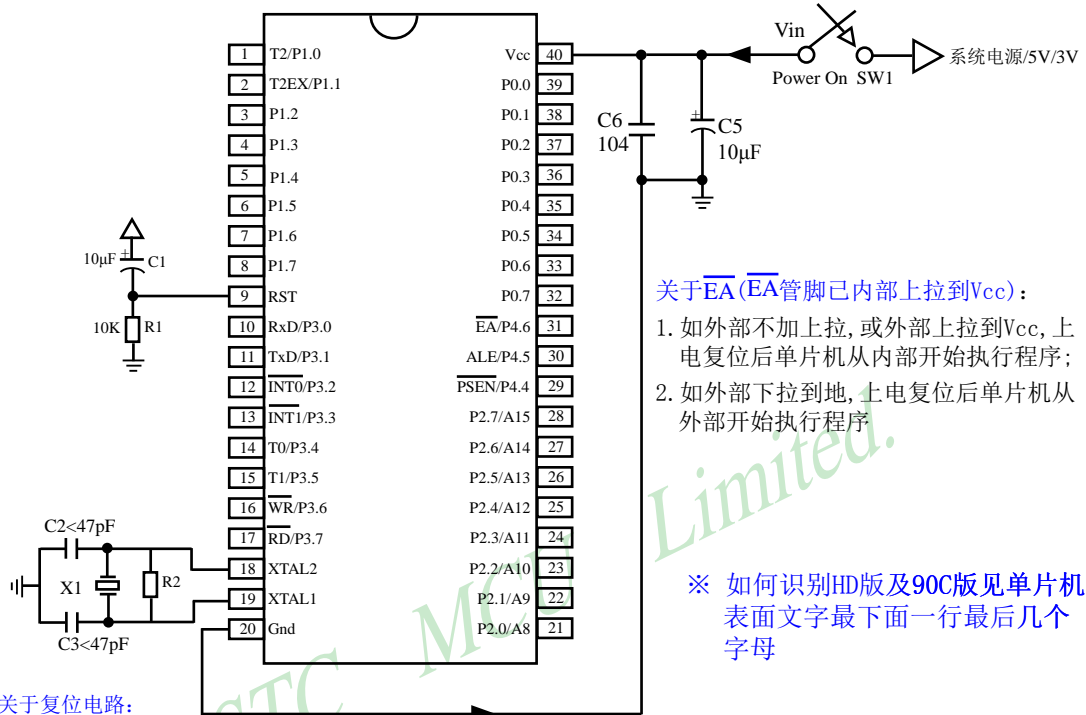 Vin
Power On SW1
系统电源/5V/3V
1 T2/P1.0 Vcc 40
2 T2EX/P1.1 P0.0 39
3 P1.2 P0.1 38
4 P1.3 P0.2 37
5 P1.4 P0.3 36
6 P1.5 P0.4 35
7 P1.6 P0.5 34
8 P1.7 P0.6 33
9 RST P0.7 32
10 RxD/P3.0 EA/P4.6 31
11 TxD/P3.1 ALE/P4.5 30
12 INT0/P3.2 PSEN/P4.4 29
13 INT1/P3.3 P2.7/A15 28
14 T0/P3.4 P2.6/A14 27
15 T1/P3.5 P2.5/A13 26
16 WR/P3.6 P2.4/A12 25
17 RD/P3.7 P2.3/A11 24
18 XTAL2 P2.2/A10 23
19 XTAL1 P2.1/A9 22
20 Gnd P2.0/A8 21
C6
104
+
C5
10μF
10μF + C1
10K R1
C2<47pF
X1 R2
C3<47pF
关于EA(EA管脚已内部上拉到Vcc):
1.如外部不加上拉,或外部上拉到Vcc,上
电复位后单片机从内部开始执行程序;
2.如外部下拉到地,上电复位后单片机从
外部开始执行程序
※ 如何识别HD版及90C版见单片机
表面文字最下面一行最后几个
字母
关于复位电路:
STC MCU Limited.